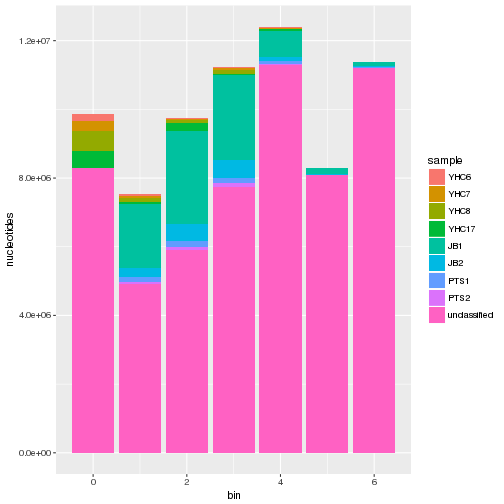 1.2e+07
8.0e+06
4.0e+06
0.0e+00
nucleotides
0
2
4
6
bin
sample
YHC6
YHC7
YHC8
YHC17
JB1
JB2
PTS1
PTS2
unclassified